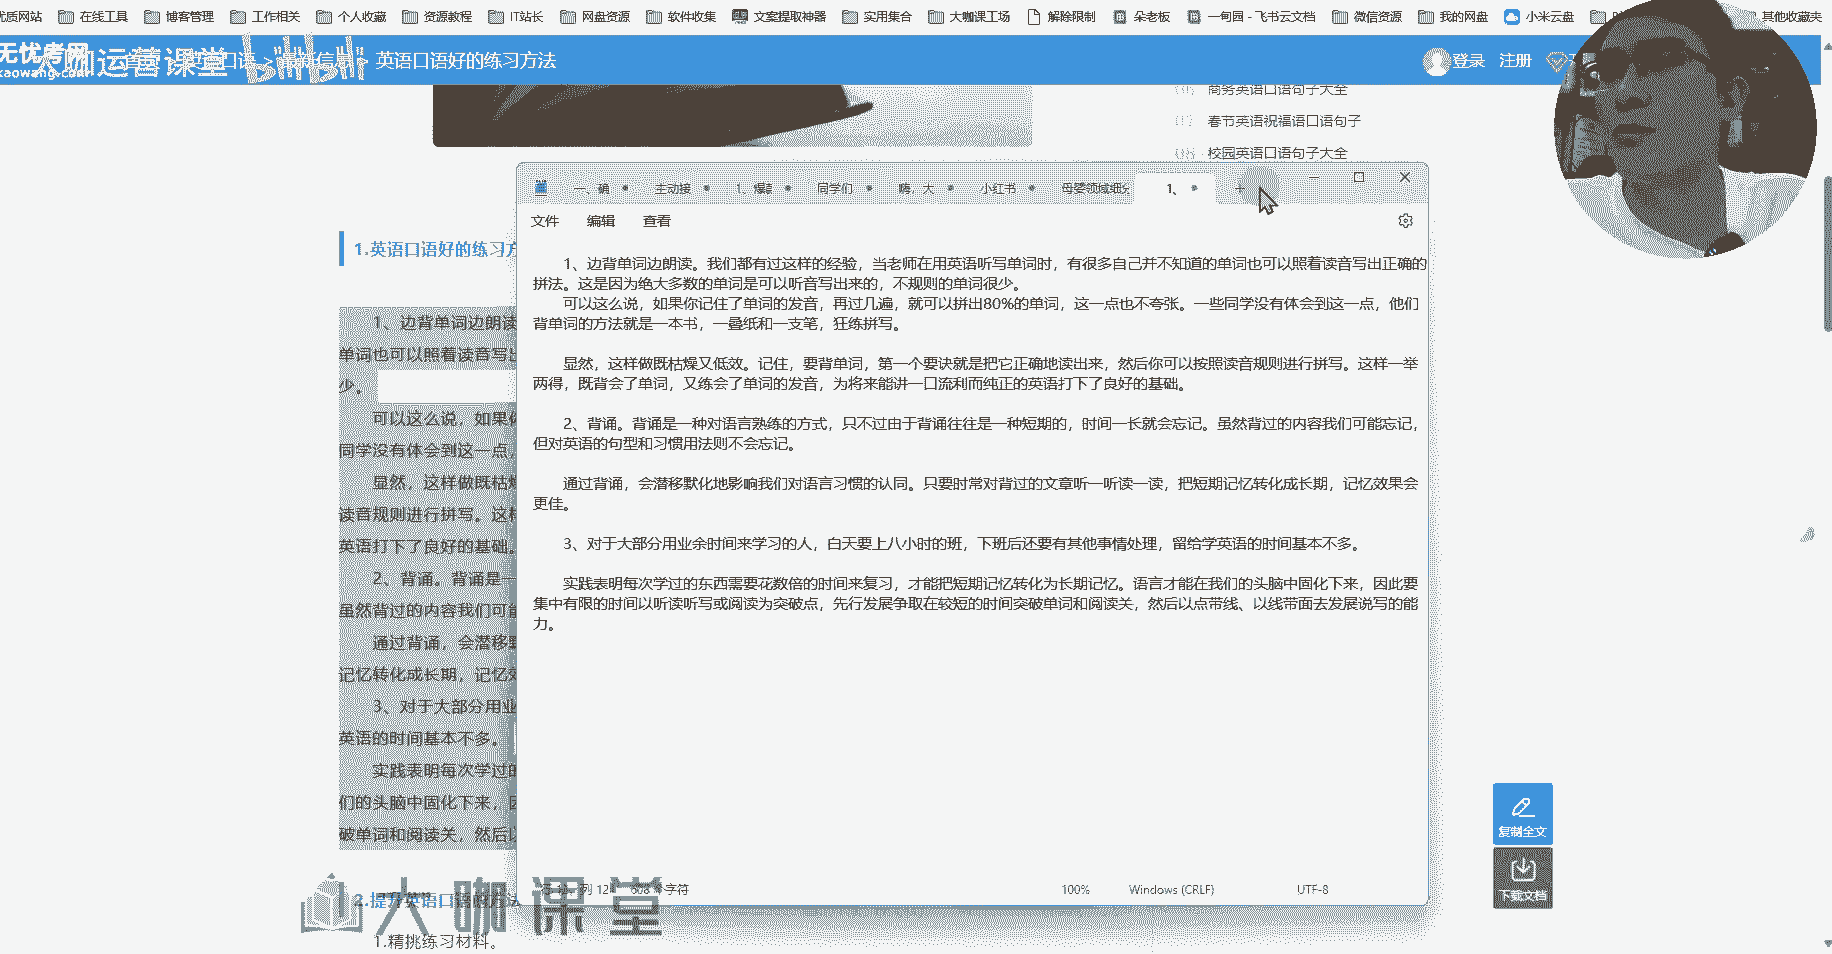 优质网站 在线工具 博客管理 工作相关 个人收藏 资源教程 IT站长 网盘资源 软件收集 文案提取神器 实用集合 大咖课工场 解除限制 朵老板 一甸园 - 飞书云文档 微信资源 我的网盘 小米云盘 其他收藏夹
无忧考网
kaowang.com
大咖运营课堂 bilibili
> 英语口语好的练习方法
登录 注册
商务英语口语句子大全
春节英语祝福语口语句子
校园英语口语句子大全
一、确 主动接 1、爆款 同学们 嗨，大 小红书 母婴领域细分 1、
文件 编辑 查看
1.英语口语好的练习方
1、边背单词边朗读。我们都有过这样的经验，当老师在用英语听写单词时，有很多自己并不知道的单词也可以照着读音写出正确的
拼法。这是因为绝大多数的单词是可以听音写出来的，不规则的单词很少。
可以这么说，如果你记住了单词的发音，再过几遍，就可以拼出80%的单词，这一点也不夸张。一些同学没有体会到这一点，他们
背单词的方法就是一本书，一叠纸和一支笔，狂练拼写。
显然，这样做既枯燥又低效。记住，要背单词，第一个要诀就是把它正确地读出来，然后你可以按照读音规则进行拼写。这样一举
两得，既背会了单词，又练会了单词的发音，为将来能讲一口流利而纯正的英语打下了良好的基础。
2、背诵。背诵是一种对语言熟练的方式，只不过由于背诵往往是一种短期的，时间一长就会忘记。虽然背过的内容我们可能忘记，
但对英语的句型和习惯用法则不会忘记。
通过背诵，会潜移默化地影响我们对语言习惯的认同。只要时常对背过的文章听一听读一读，把短期记忆转化成长期，记忆效果会
更佳。
3、对于大部分用业余时间来学习的人，白天要上八小时的班，下班后还要有其他事情处理，留给学英语的时间基本不多。
实践表明每次学过的东西需要花数倍的时间来复习，才能把短期记忆转化为长期记忆。语言才能在我们的头脑中固化下来，因此要
集中有限的时间以听读听写或阅读为突破点，先行发展争取在较短的时间突破单词和阅读关，然后以点带线、以线带面去发展说写的能
力。
1、边背单词边朗读
单词也可以照着读音写出
少。
可以这么说，如果你
同学没有体会到这一点，
显然，这样做既枯燥
读音规则进行拼写。这样
英语打下了良好的基础。
2、背诵。背诵是一
虽然背过的内容我们可能
通过背诵，会潜移默
记忆转化成长期，记忆效
3、对于大部分用业
英语的时间基本不多。
实践表明每次学过的
们的头脑中固化下来，因
破单词和阅读关，然后以
100% Windows (CRLF) UTF-8
复制全文
下载文档
2.提升英语口语的方法
大咖课堂
1.精挑练习材料。